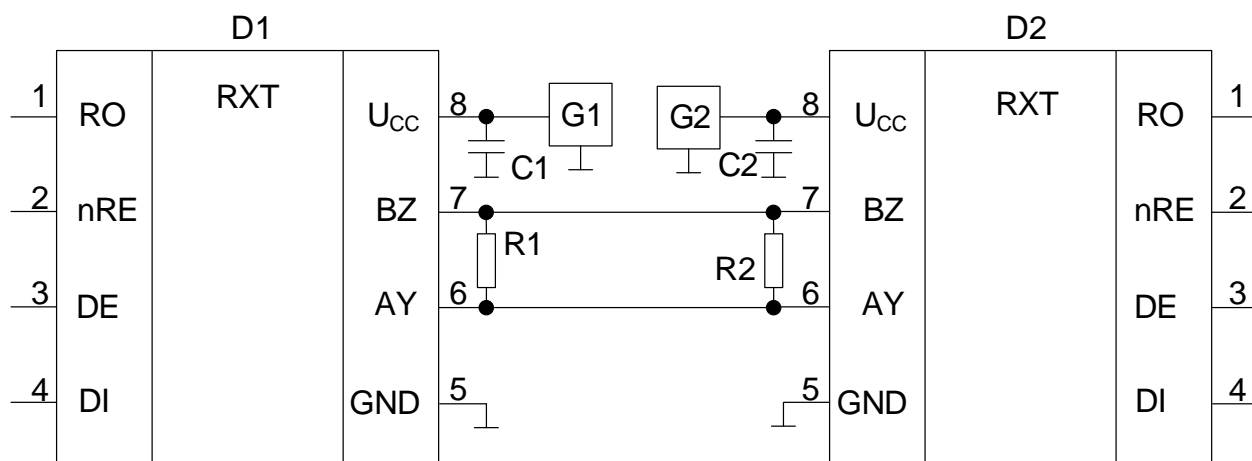 D1 D2
1 RO RXT U_CC 8 G1 G2 8 U_CC RXT RO 1
C1 C2
2 nRE BZ 7 7 BZ nRE 2
R1 R2
3 DE AY 6 6 AY DE 3
4 DI GND 5 5 GND DI 4